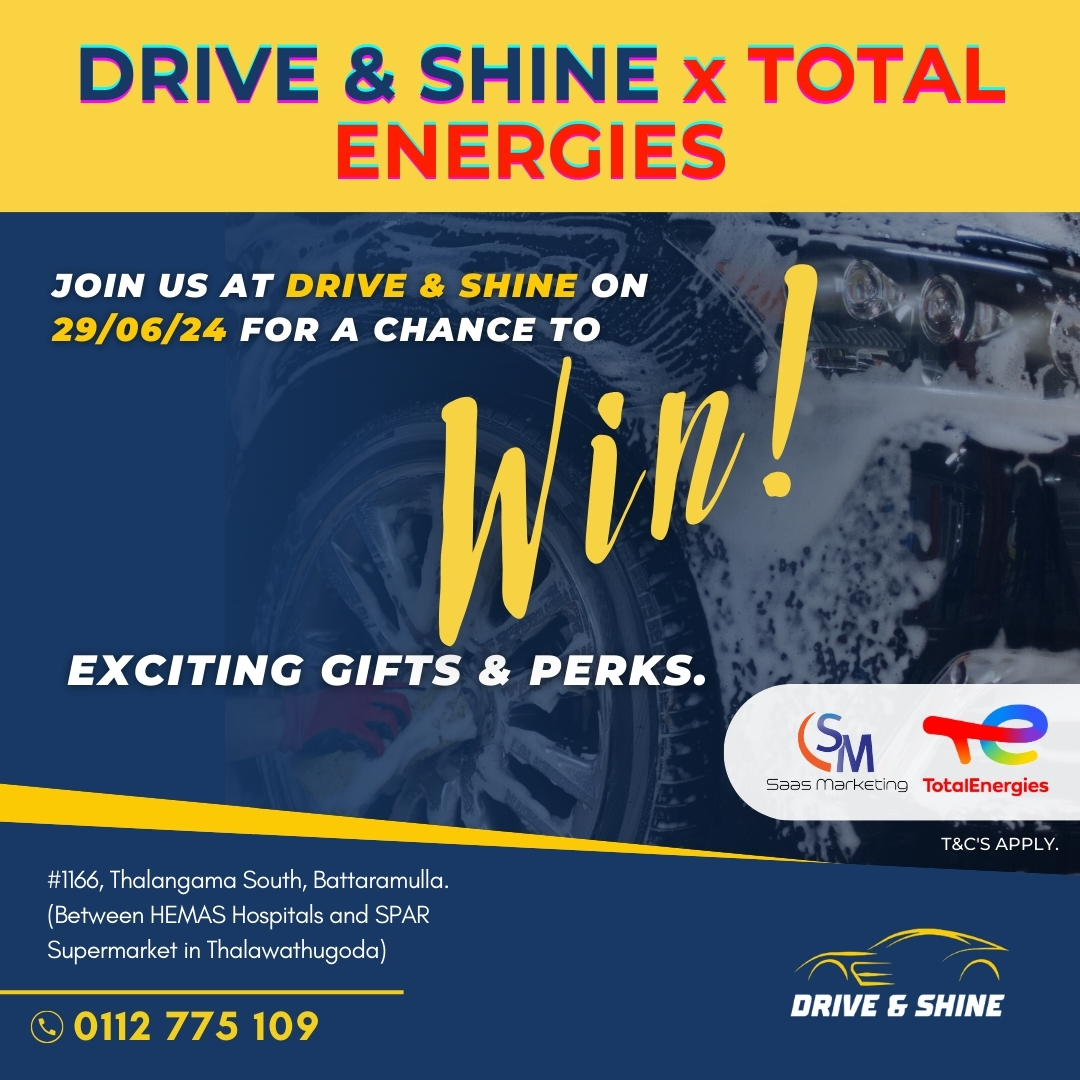 DRIVE & SHINE x TOTAL
ENERGIES
JOIN US AT DRIVE & SHINE ON
29/06/24 FOR A CHANCE TO
Win!
EXCITING GIFTS & PERKS.
SM
Saas Marketing
TotalEnergies
T&C'S APPLY.
#1166, Thalangama South, Battaramulla.
(Between HEMAS Hospitals and SPAR
Supermarket in Thalawathugoda)
0112 775 109
DRIVE & SHINE